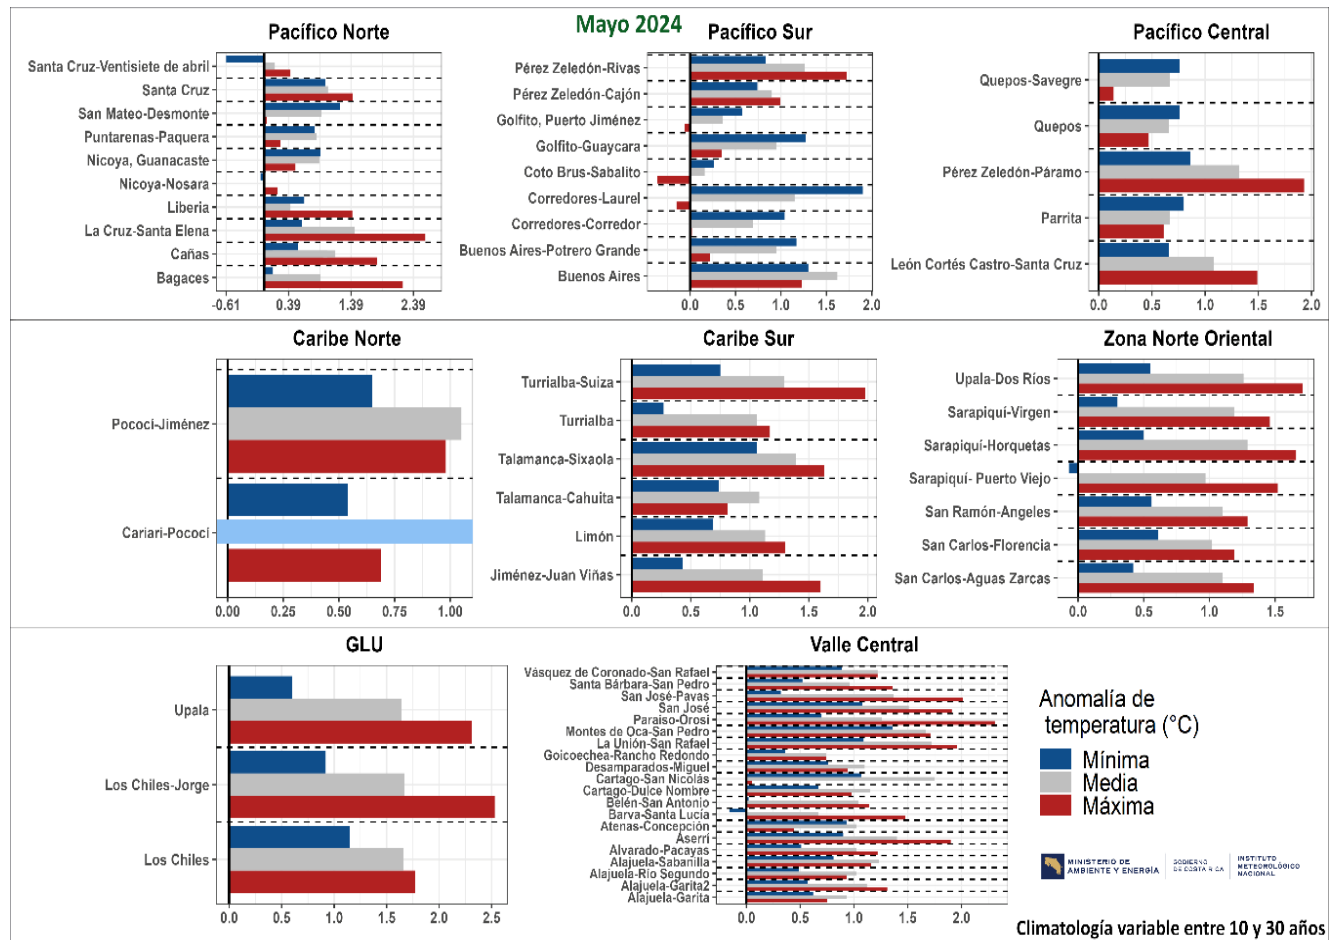 Mayo 2024
Pacífico Norte
Santa Cruz-Ventisiete de abril
Santa Cruz
San Mateo-Desmonte
Puntarenas-Paquera
Nicoya, Guanacaste
Nicoya-Nosara
Liberia
La Cruz-Santa Elena
Cañas
Bagaces
-0.61 0.39 1.39 2.39
Pacífico Sur
Pérez Zeledón-Rivas
Pérez Zeledón-Cajón
Golfito, Puerto Jiménez
Golfito-Guaycara
Coto Brus-Sabalito
Corredores-Laurel
Corredores-Corredor
Buenos Aires-Potrero Grande
Buenos Aires
0.0 0.5 1.0 1.5 2.0
Pacífico Central
Quepos-Savegre
Quepos
Pérez Zeledón-Páramo
Parrita
León Cortés Castro-Santa Cruz
0.0 0.5 1.0 1.5 2.0
Caribe Norte
Pococí-Jiménez
Cariari-Pococí
0.00 0.25 0.50 0.75 1.00
Caribe Sur
Turrialba-Suiza
Turrialba
Talamanca-Sixaola
Talamanca-Cahuita
Limón
Jiménez-Juan Viñas
0.0 0.5 1.0 1.5 2.0
Zona Norte Oriental
Upala-Dos Ríos
Sarapiquí-Virgen
Sarapiquí-Horquetas
Sarapiquí- Puerto Viejo
San Ramón-Angeles
San Carlos-Florencia
San Carlos-Aguas Zarcas
0.0 0.5 1.0 1.5
GLU
Upala
Los Chiles-Jorge
Los Chiles
0.0 0.5 1.0 1.5 2.0 2.5
Valle Central
Vásquez de Coronado-San Rafael
Santa Bárbara-San Pedro
San José-Pavas
San José
Paraíso-Orosi
Montes de Oca-San Pedro
La Unión-San Rafael
Goicoechea-Rancho Redondo
Desamparados-Miguel
Cartago-San Nicolás
Cartago-Dulce Nombre
Belén-San Antonio
Barva-Santa Lucía
Atenas-Concepción
Aserrí
Alvarado-Pacayas
Alajuela-Sabanilla
Alajuela-Río Segundo
Alajuela-Garita2
Alajuela-Garita
0.0 0.5 1.0 1.5 2.0
Anomalía de
temperatura (°C)
Mínima
Media
Máxima
MINISTERIO DE
AMBIENTE Y ENERGÍA
GOBIERNO
DE COSTA RICA
INSTITUTO
METEOROLÓGICO
NACIONAL
Climatología variable entre 10 y 30 años